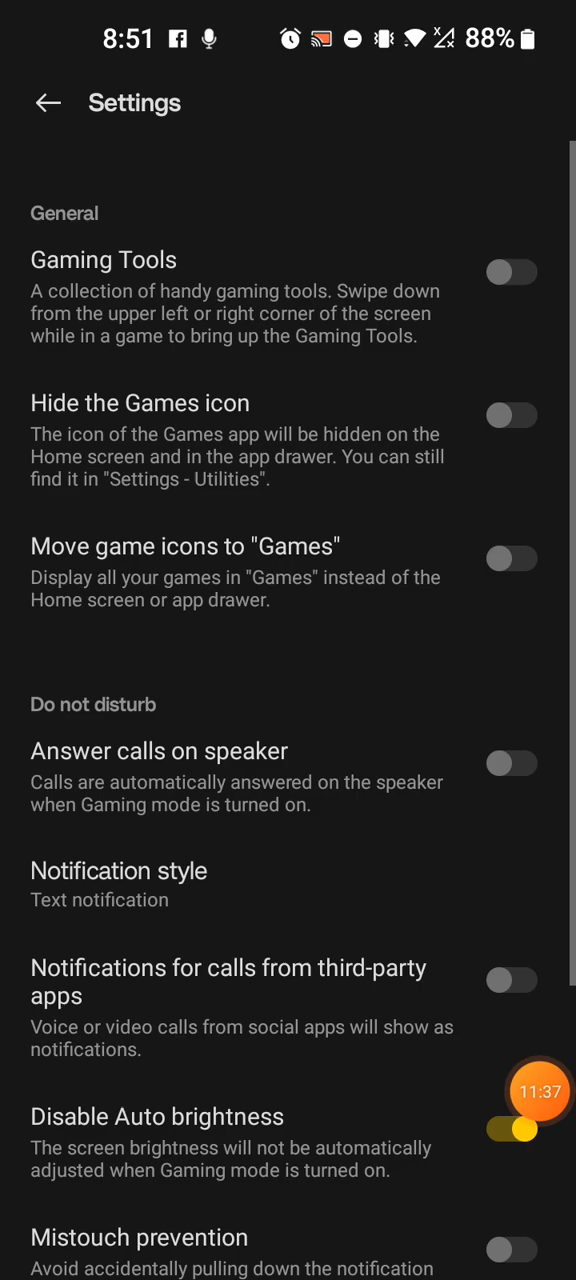 8:51 88%
Settings
General
Gaming Tools
A collection of handy gaming tools. Swipe down
from the upper left or right corner of the screen
while in a game to bring up the Gaming Tools.
Hide the Games icon
The icon of the Games app will be hidden on the
Home screen and in the app drawer. You can still
find it in "Settings - Utilities".
Move game icons to "Games"
Display all your games in "Games" instead of the
Home screen or app drawer.
Do not disturb
Answer calls on speaker
Calls are automatically answered on the speaker
when Gaming mode is turned on.
Notification style
Text notification
Notifications for calls from third-party
apps
Voice or video calls from social apps will show as
notifications.
11:37
Disable Auto brightness
The screen brightness will not be automatically
adjusted when Gaming mode is turned on.
Mistouch prevention
Avoid accidentally pulling down the notification